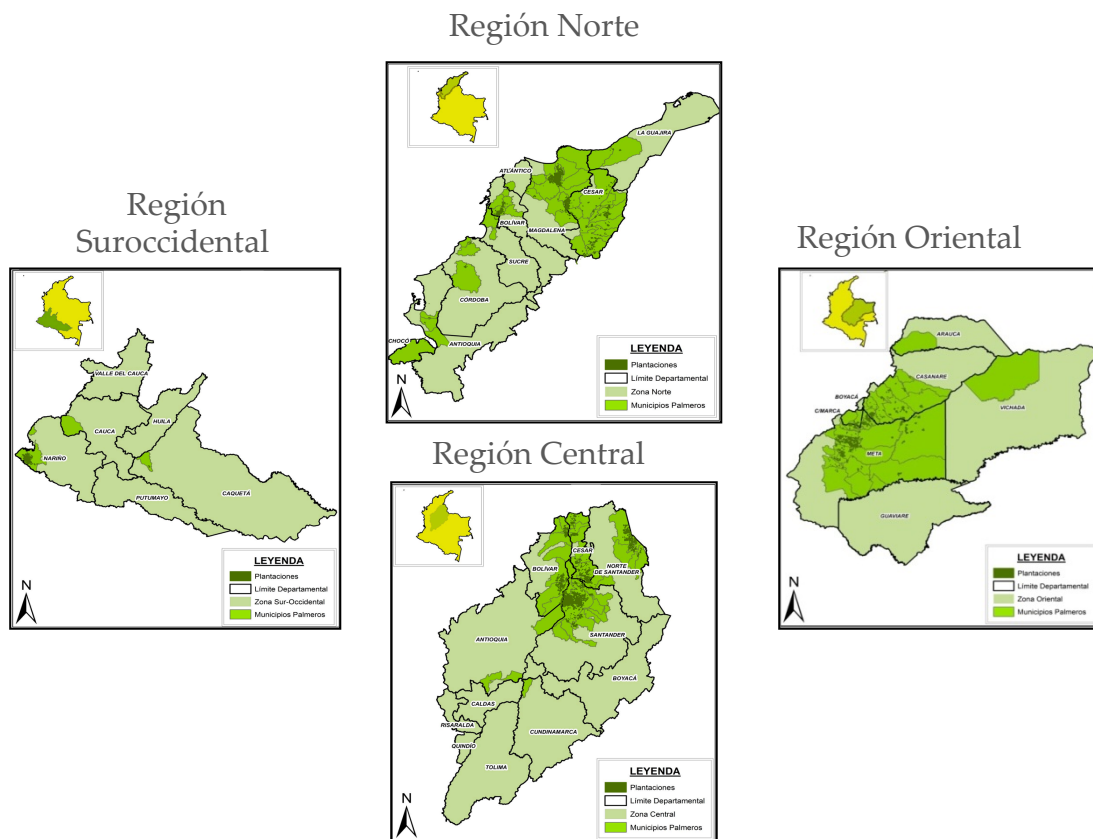 Región Norte
LA GUAJIRA
ATLÁNTICO
CESAR
BOLÍVAR
MAGDALENA
SUCRE
CÓRDOBA
CHOCÓ
ANTIOQUIA
N
LEYENDA
Plantaciones
Límite Departamental
Zona Norte
Municipios Palmeros
Región
Suroccidental
VALLE DEL CAUCA
CAUCA
HUILA
NARIÑO
PUTUMAYO
CAQUETÁ
N
LEYENDA
Plantaciones
Límite Departamental
Zona Sur-Occidental
Municipios Palmeros
Región Oriental
ARAUCA
CASANARE
BOYACÁ
C/MARCA
VICHADA
META
GUAVIARE
N
LEYENDA
Plantaciones
Límite Departamental
Zona Oriental
Municipios Palmeros
Región Central
CESAR
BOLÍVAR
NORTE
DE SANTANDER
SANTANDER
ANTIOQUIA
BOYACÁ
CALDAS
RISARALDA
CUNDINAMARCA
QUINDÍO
TOLIMA
N
LEYENDA
Plantaciones
Límite Departamental
Zona Central
Municipios Palmeros